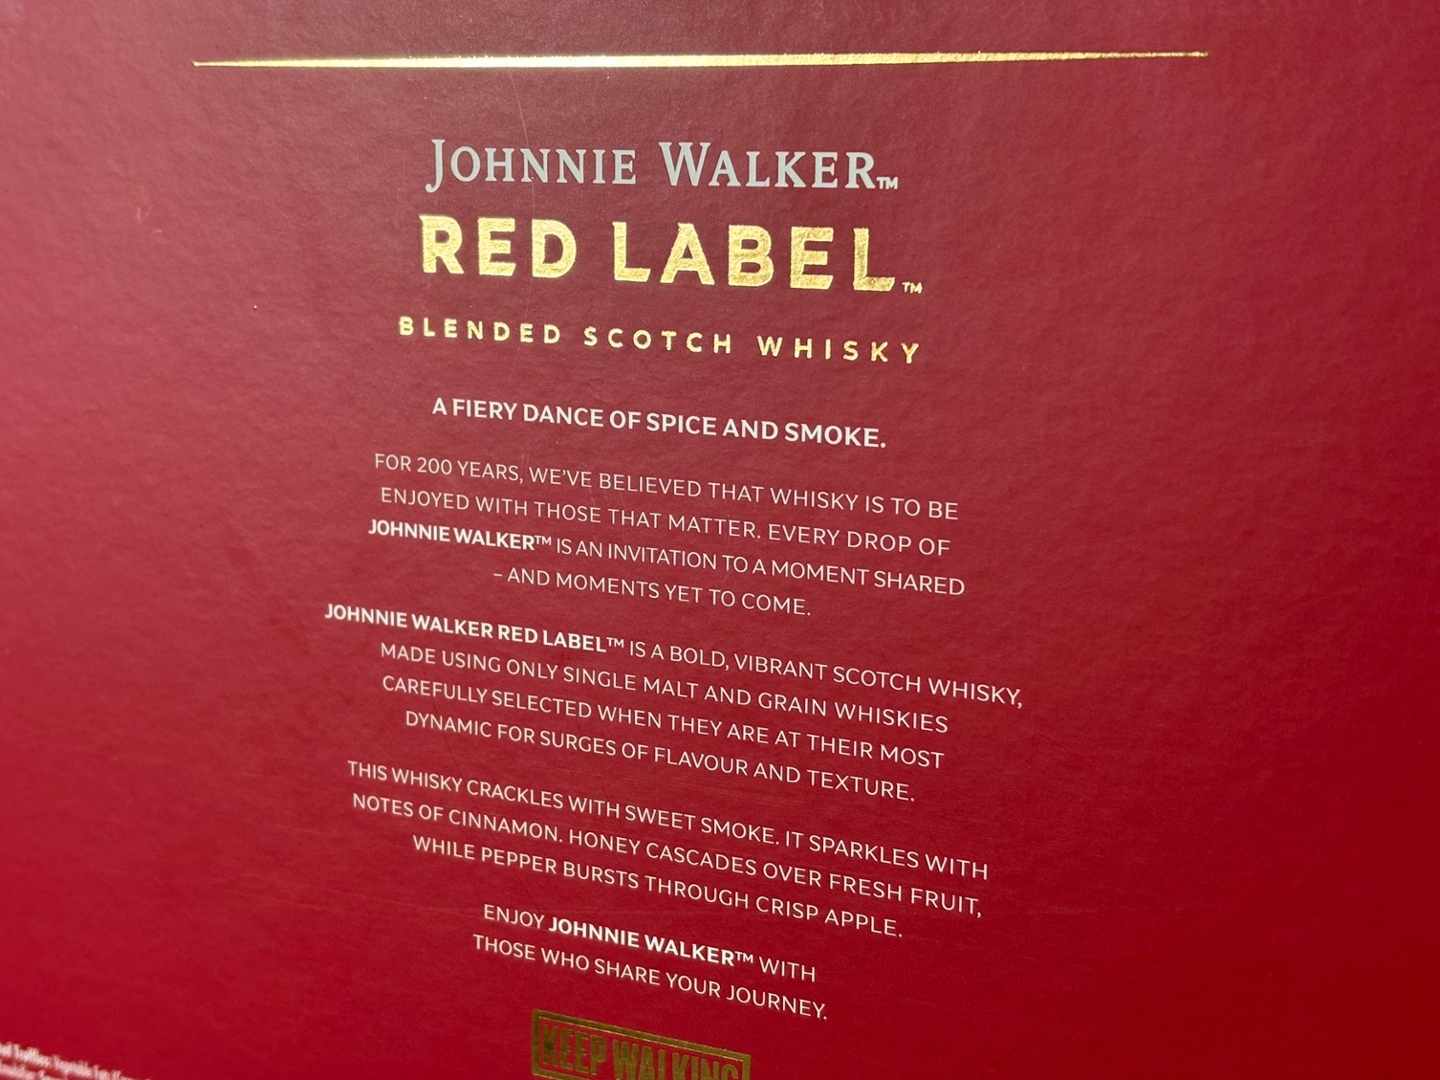 JOHNNIE WALKER™
RED LABEL™
BLENDED SCOTCH WHISKY
A FIERY DANCE OF SPICE AND SMOKE.
FOR 200 YEARS, WE'VE BELIEVED THAT WHISKY IS TO BE
ENJOYED WITH THOSE THAT MATTER. EVERY DROP OF
JOHNNIE WALKER™ IS AN INVITATION TO A MOMENT SHARED
– AND MOMENTS YET TO COME.
JOHNNIE WALKER RED LABEL™ IS A BOLD, VIBRANT SCOTCH WHISKY,
MADE USING ONLY SINGLE MALT AND GRAIN WHISKIES
CAREFULLY SELECTED WHEN THEY ARE AT THEIR MOST
DYNAMIC FOR SURGES OF FLAVOUR AND TEXTURE.
THIS WHISKY CRACKLES WITH SWEET SMOKE. IT SPARKLES WITH
NOTES OF CINNAMON. HONEY CASCADES OVER FRESH FRUIT,
WHILE PEPPER BURSTS THROUGH CRISP APPLE.
ENJOY JOHNNIE WALKER™ WITH
THOSE WHO SHARE YOUR JOURNEY.
KEEP WALKING